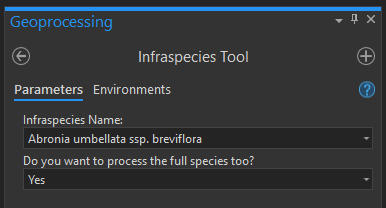 Geoprocessing
Infraspecies Tool
Parameters Environments
Infraspecies Name:
Abronia umbellata ssp. breviflora
Do you want to process the full species too?
Yes